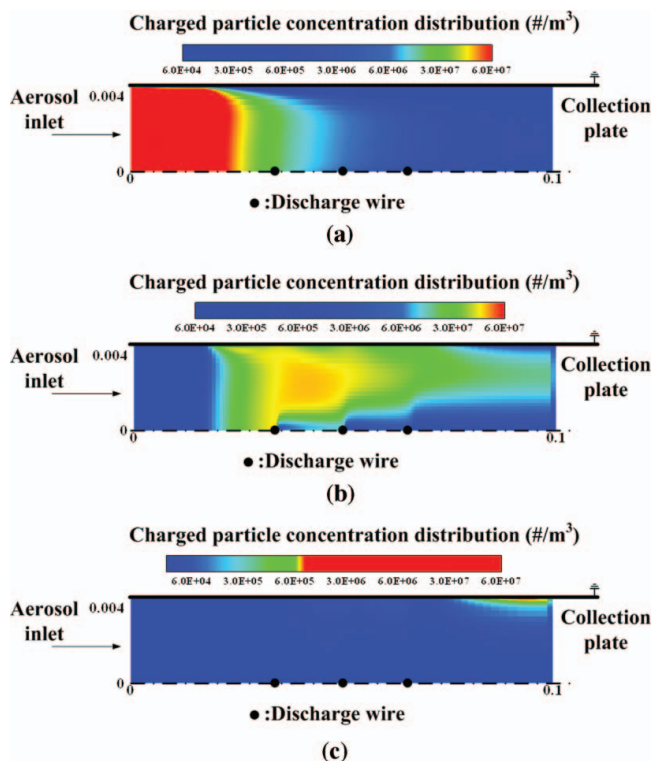 Charged particle concentration distribution (#/m³)
6.0E+04 3.0E+05 6.0E+05 3.0E+06 6.0E+06 3.0E+07 6.0E+07
Aerosol
inlet
0.004
0
0
0.1
Collection
plate
● :Discharge wire
(a)
Charged particle concentration distribution (#/m³)
6.0E+04 3.0E+05 6.0E+05 3.0E+06 6.0E+06 3.0E+07 6.0E+07
Aerosol
inlet
0.004
0
0
0.1
Collection
plate
● :Discharge wire
(b)
Charged particle concentration distribution (#/m³)
6.0E+04 3.0E+05 6.0E+05 3.0E+06 6.0E+06 3.0E+07 6.0E+07
Aerosol
inlet
0.004
0
0
0.1
Collection
plate
● :Discharge wire
(c)